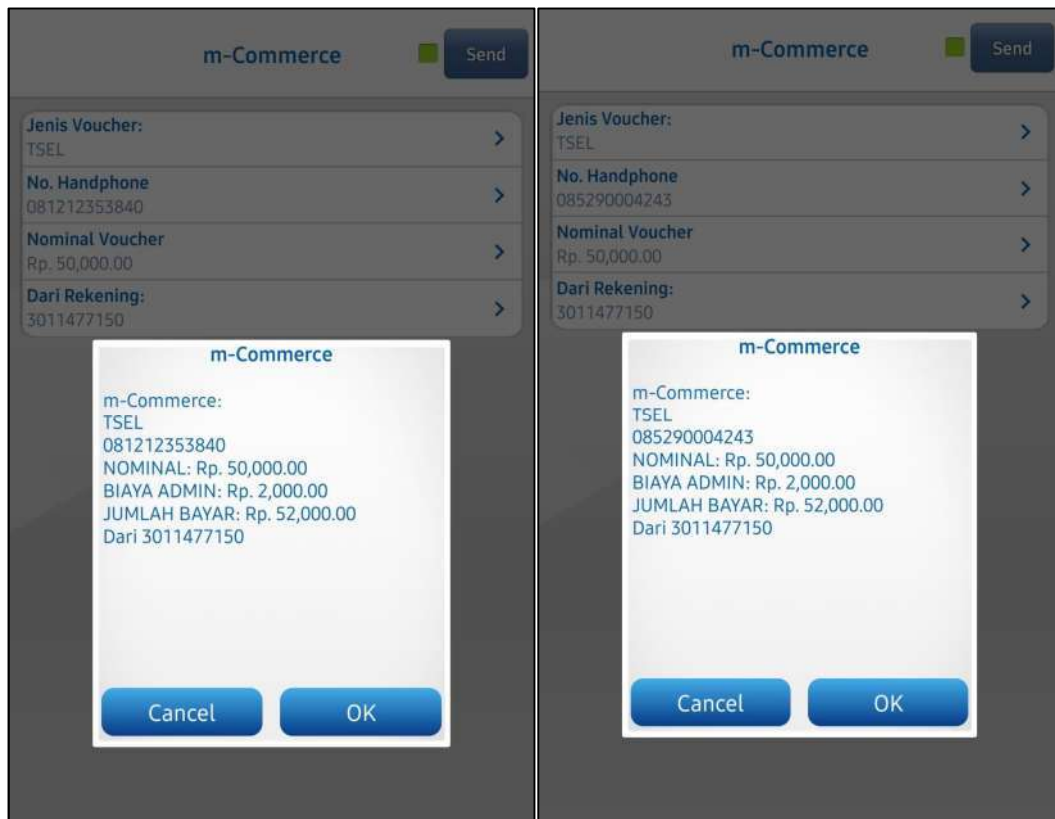 m-Commerce
Send
Jenis Voucher:
TSEL
No. Handphone
081212353840
Nominal Voucher
Rp. 50,000.00
Dari Rekening:
3011477150
m-Commerce
m-Commerce:
TSEL
081212353840
NOMINAL: Rp. 50,000.00
BIAYA ADMIN: Rp. 2,000.00
JUMLAH BAYAR: Rp. 52,000.00
Dari 3011477150
Cancel
OK
m-Commerce
Send
Jenis Voucher:
TSEL
No. Handphone
085290004243
Nominal Voucher
Rp. 50,000.00
Dari Rekening:
3011477150
m-Commerce
m-Commerce:
TSEL
085290004243
NOMINAL: Rp. 50,000.00
BIAYA ADMIN: Rp. 2,000.00
JUMLAH BAYAR: Rp. 52,000.00
Dari 3011477150
Cancel
OK